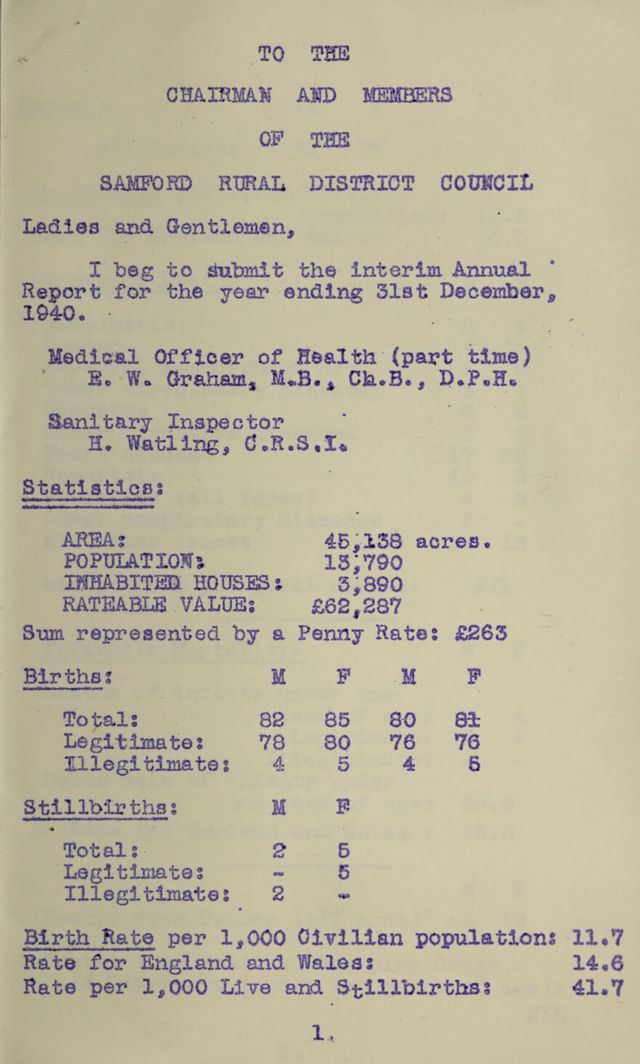 TO THE
CHAIRMAN AND MEMBERS
OF THE
SAMFORD RURAL DISTRICT COUNCIL
Ladies and Gentlemen,
I beg to submit the interim Annual
Report for the year ending 31st December,
1940.
Medical Officer of Health (part time)
E. W. Graham, M.B., Ch.B., D.P.H.
Sanitary Inspector
H. Watling, C.R.S.I.
Statistics:
AREA: 45,138 acres.
POPULATION: 13,790
INHABITED HOUSES: 3,890
RATEABLE VALUE: £62,287
Sum represented by a Penny Rate: £263
Births: M F M F
Total: 82 85 80 81
Legitimate: 78 80 76 76
Illegitimate: 4 5 4 5
Stillbirths: M F
Total: 2 5
Legitimate: - 5
Illegitimate: 2 -
Birth Rate per 1,000 Civilian population: 11.7
Rate for England and Wales: 14.6
Rate per 1,000 Live and Stillbirths: 41.7
1.